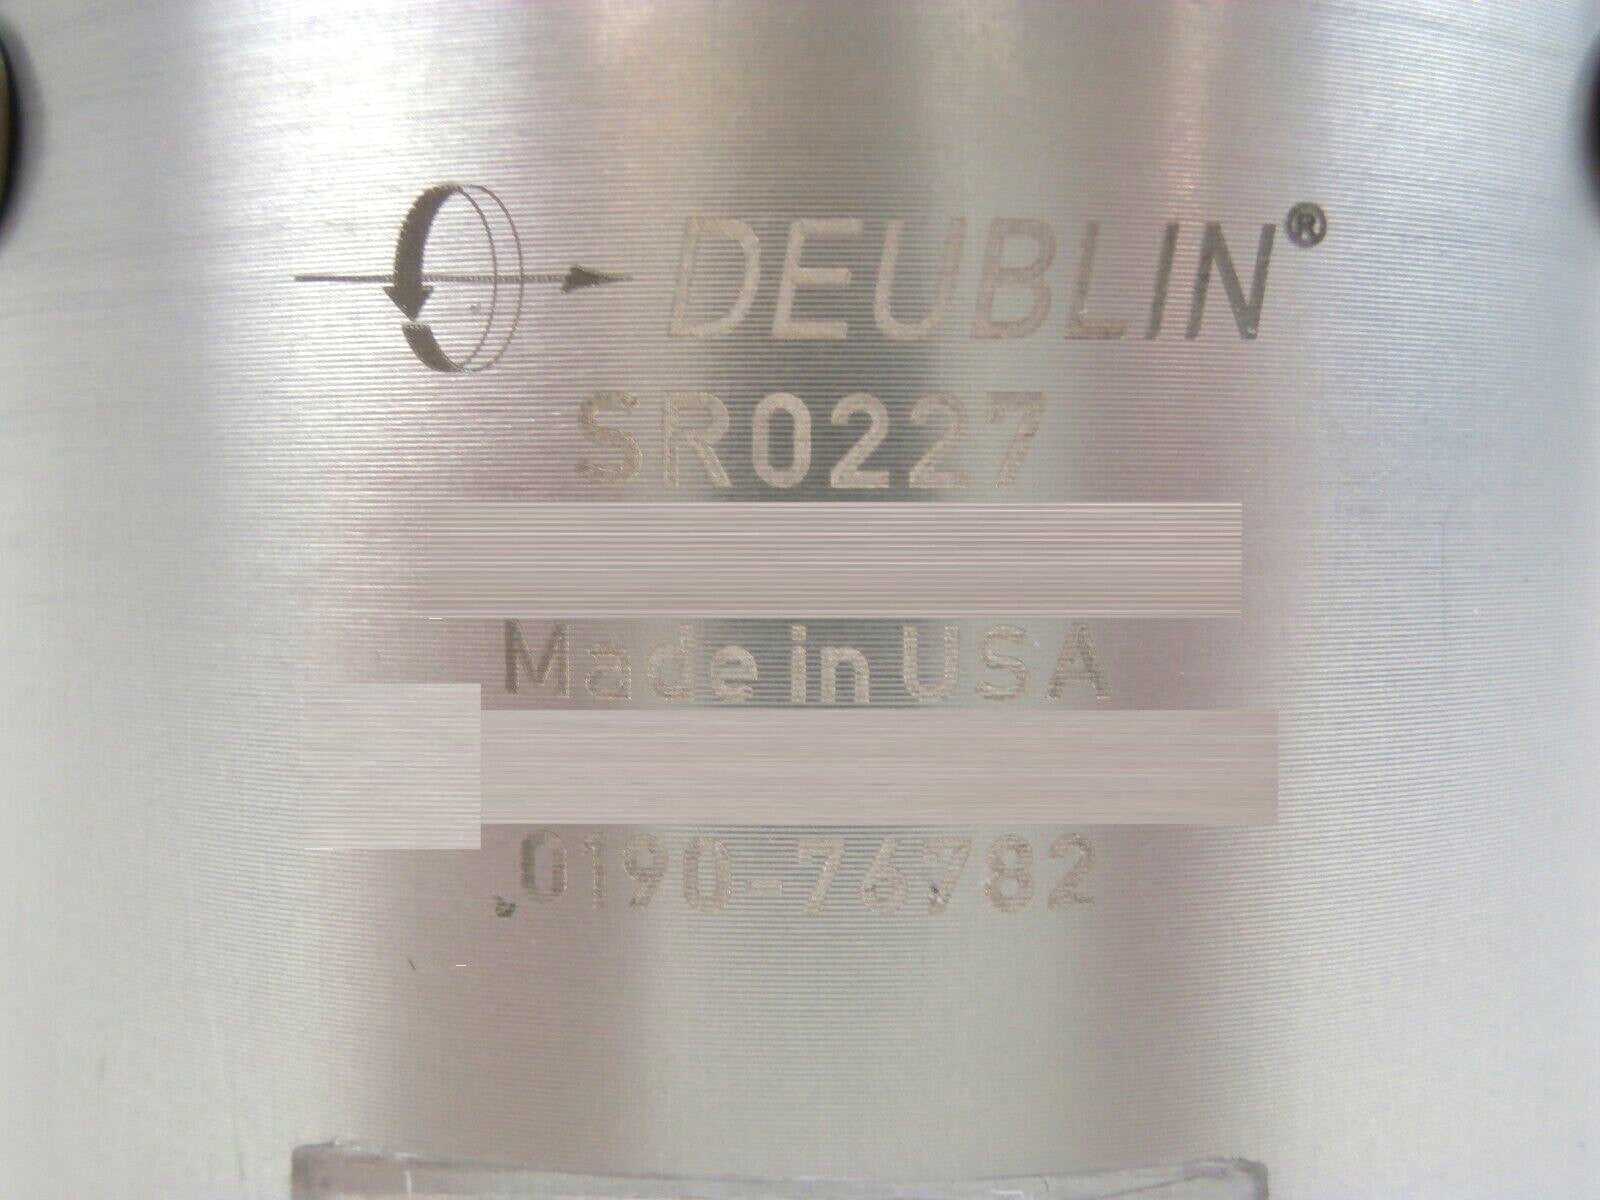 DEUBLIN®
SR0227
Made in USA
0190-76782